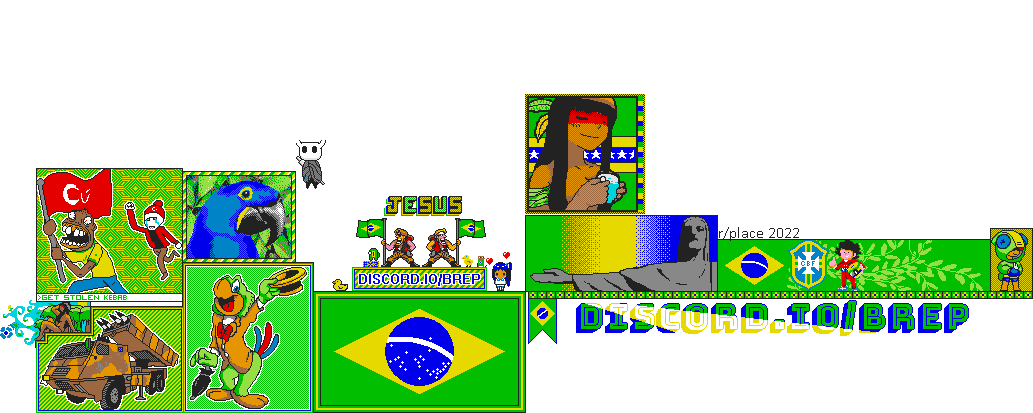 JESUS
r/place 2022
CBF
DISCORD.IO/BREP
>GET STOLEN KEBAB
DISCORD.IO/BREP